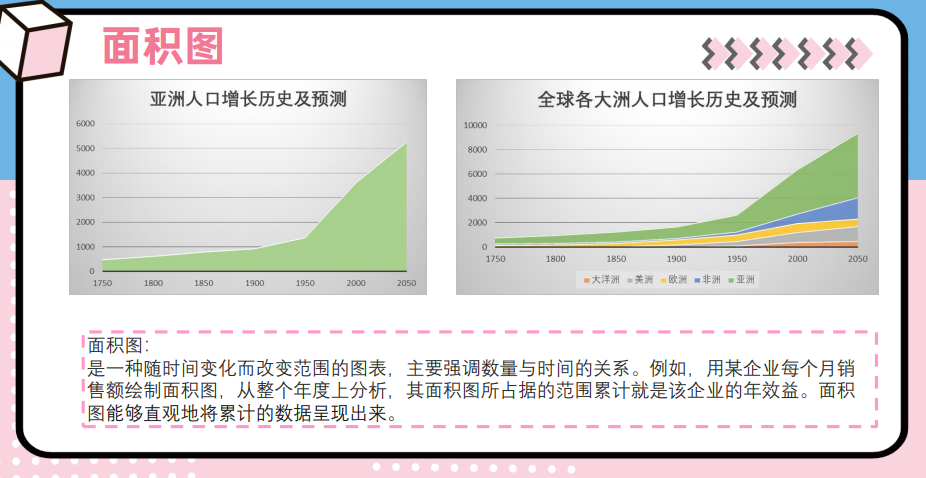 面积图
亚洲人口增长历史及预测
6000
5000
4000
3000
2000
1000
0
1750 1800 1850 1900 1950 2000 2050
全球各大洲人口增长历史及预测
10000
8000
6000
4000
2000
0
1750 1800 1850 1900 1950 2000 2050
大洋洲 美洲 欧洲 非洲 亚洲
面积图：
是一种随时间变化而改变范围的图表，主要强调数量与时间的关系。例如，用某企业每个月销
售额绘制面积图，从整个年度上分析，其面积图所占据的范围累计就是该企业的年效益。面积
图能够直观地将累计的数据呈现出来。